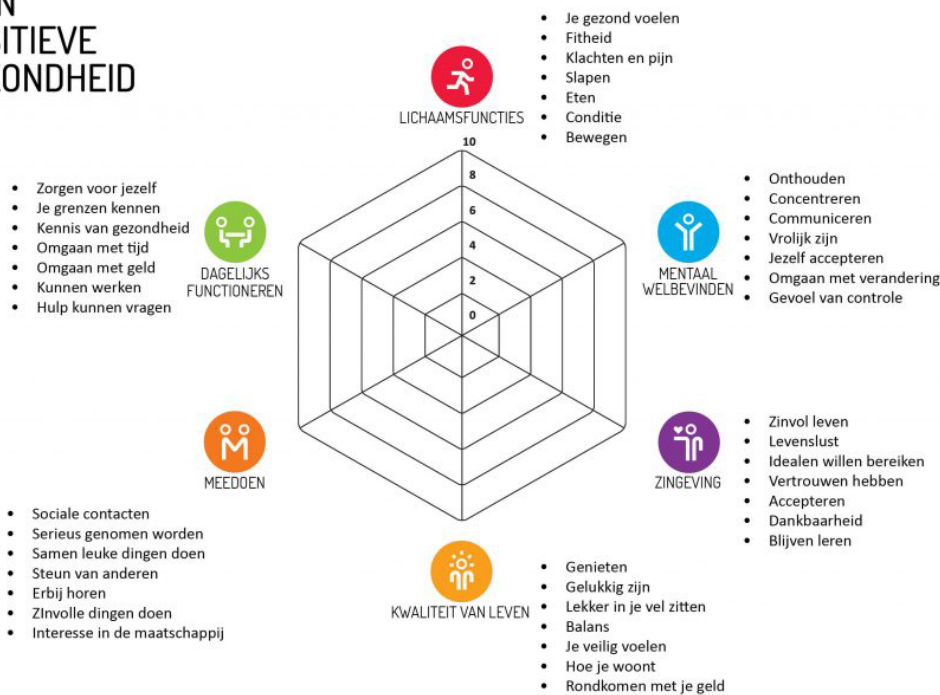 LICHAAMSFUNCTIES
• Je gezond voelen
• Fitheid
• Klachten en pijn
• Slapen
• Eten
• Conditie
• Bewegen
10
8
6
4
2
0
MENTAAL
WELBEVINDEN
• Onthouden
• Concentreren
• Communiceren
• Vrolijk zijn
• Jezelf accepteren
• Omgaan met verandering
• Gevoel van controle
ZINGEVING
• Zinvol leven
• Levenslust
• Idealen willen bereiken
• Vertrouwen hebben
• Accepteren
• Dankbaarheid
• Blijven leren
KWALITEIT VAN LEVEN
• Genieten
• Gelukkig zijn
• Lekker in je vel zitten
• Balans
• Je veilig voelen
• Hoe je woont
• Rondkomen met je geld
MEEDOEN
• Sociale contacten
• Serieus genomen worden
• Samen leuke dingen doen
• Steun van anderen
• Erbij horen
• ZInvolle dingen doen
• Interesse in de maatschappij
DAGELIJKS
FUNCTIONEREN
• Zorgen voor jezelf
• Je grenzen kennen
• Kennis van gezondheid
• Omgaan met tijd
• Omgaan met geld
• Kunnen werken
• Hulp kunnen vragen